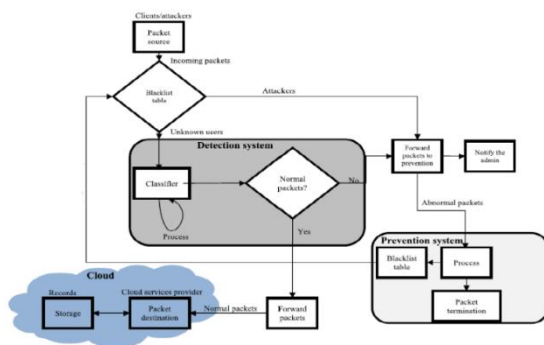 Clients/attackers
Packet
source
Incoming packets
Blacklist
table
Attackers
Unknown users
Detection system
Classifier
Normal
packets?
No
Process
Yes
Forward
packets to
prevention
Notify the
admin
Abnormal packets
Prevention system
Blacklist
table
Process
Packet
termination
Cloud
Records
Cloud services provider
Storage
Packet
destination
Normal packets
Forward
packets